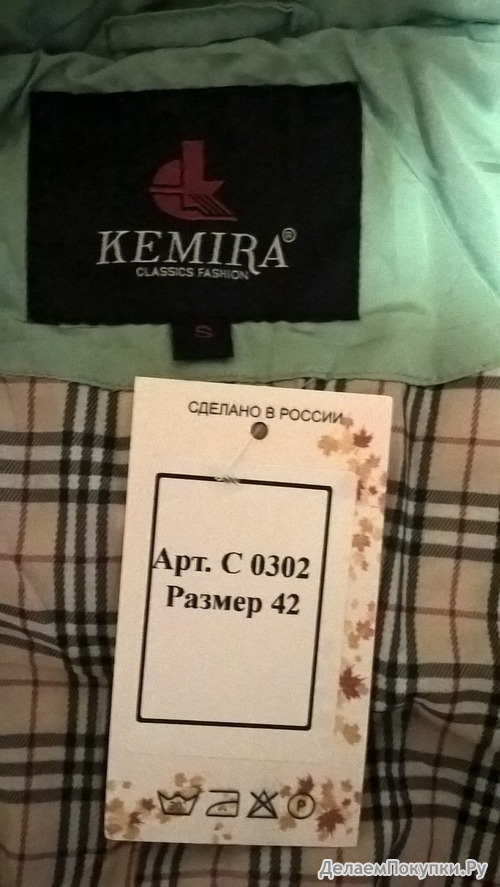 KEMIRA®
CLASSICS FASHION
S
СДЕЛАНО В РОССИИ
Арт. С 0302
Размер 42
P
ДелаемПокупки.Ру